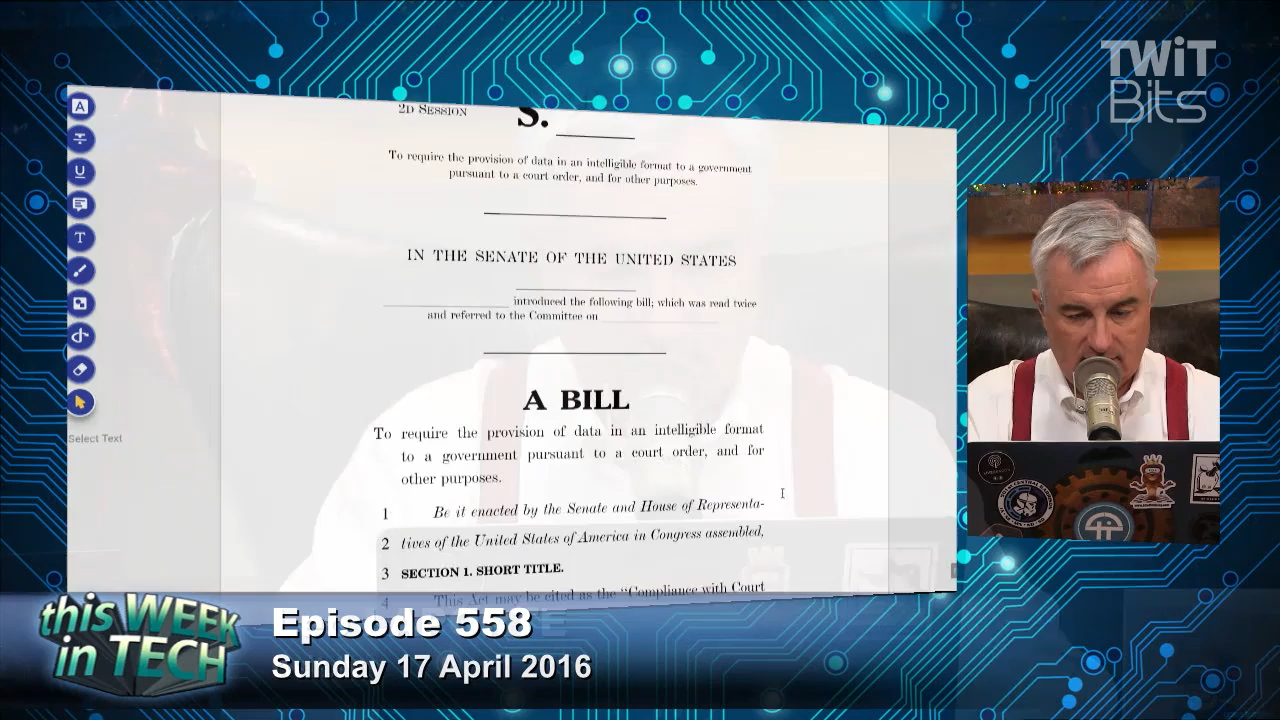 TWiT
Bits
2D SESSION
S.
To require the provision of data in an intelligible format to a government
pursuant to a court order, and for other purposes.
IN THE SENATE OF THE UNITED STATES
introduced the following bill; which was read twice
and referred to the Committee on
A BILL
To require the provision of data in an intelligible format
to a government pursuant to a court order, and for
other purposes.
1 Be it enacted by the Senate and House of Representa-
2 tives of the United States of America in Congress assembled,
3 SECTION 1. SHORT TITLE.
4 This Act may be cited as the “Compliance with Court
A
U
T
Select Text
this WEEK
in TECH
Episode 558
Sunday 17 April 2016